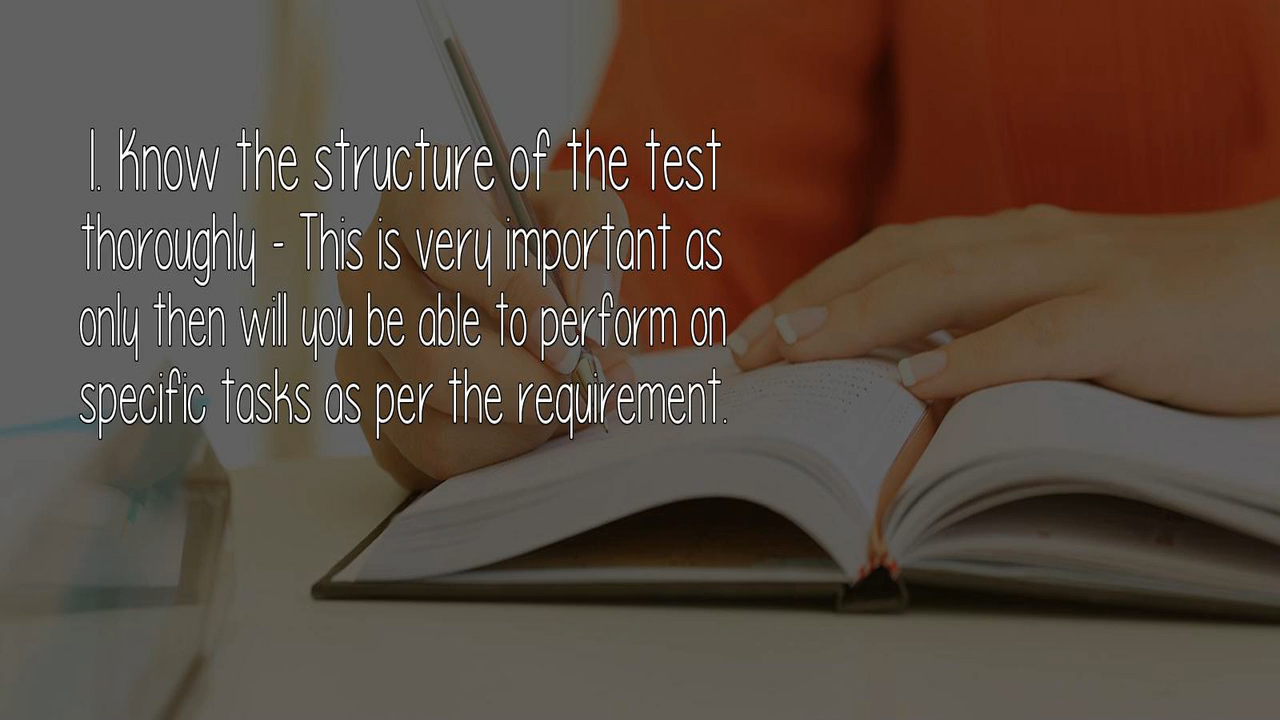 1. Know the structure of the test
thoroughly - This is very important as
only then will you be able to perform on
specific tasks as per the requirement.